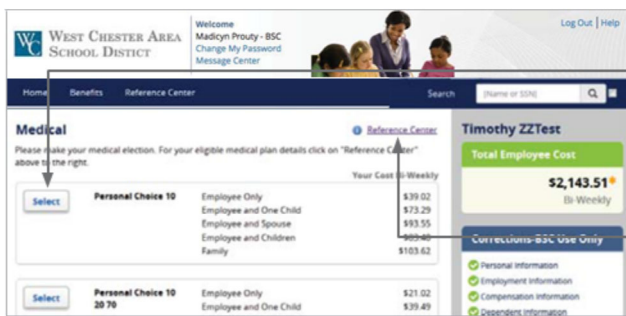 WC WEST CHESTER AREA
SCHOOL DISTICT
Welcome
Madicyn Prouty - BSC
Change My Password
Message Center
Log Out | Help
Home Benefits Reference Center Search (Name or SSN)
Medical
Reference Center
Please make your medical election. For your eligible medical plan details click on "Reference Center"
above to the right.
Your Cost Bi-Weekly
Select Personal Choice 10 Employee Only $39.02
Employee and One Child $73.29
Employee and Spouse $93.55
Employee and Children
Family $103.62
Select Personal Choice 10 Employee Only $21.02
20 70 Employee and One Child $39.49
Timothy ZZTest
Total Employee Cost
$2,143.51
Bi-Weekly
Corrections-BSC Use Only
Personal Information
Employment Information
Compensation Information
Dependent Information